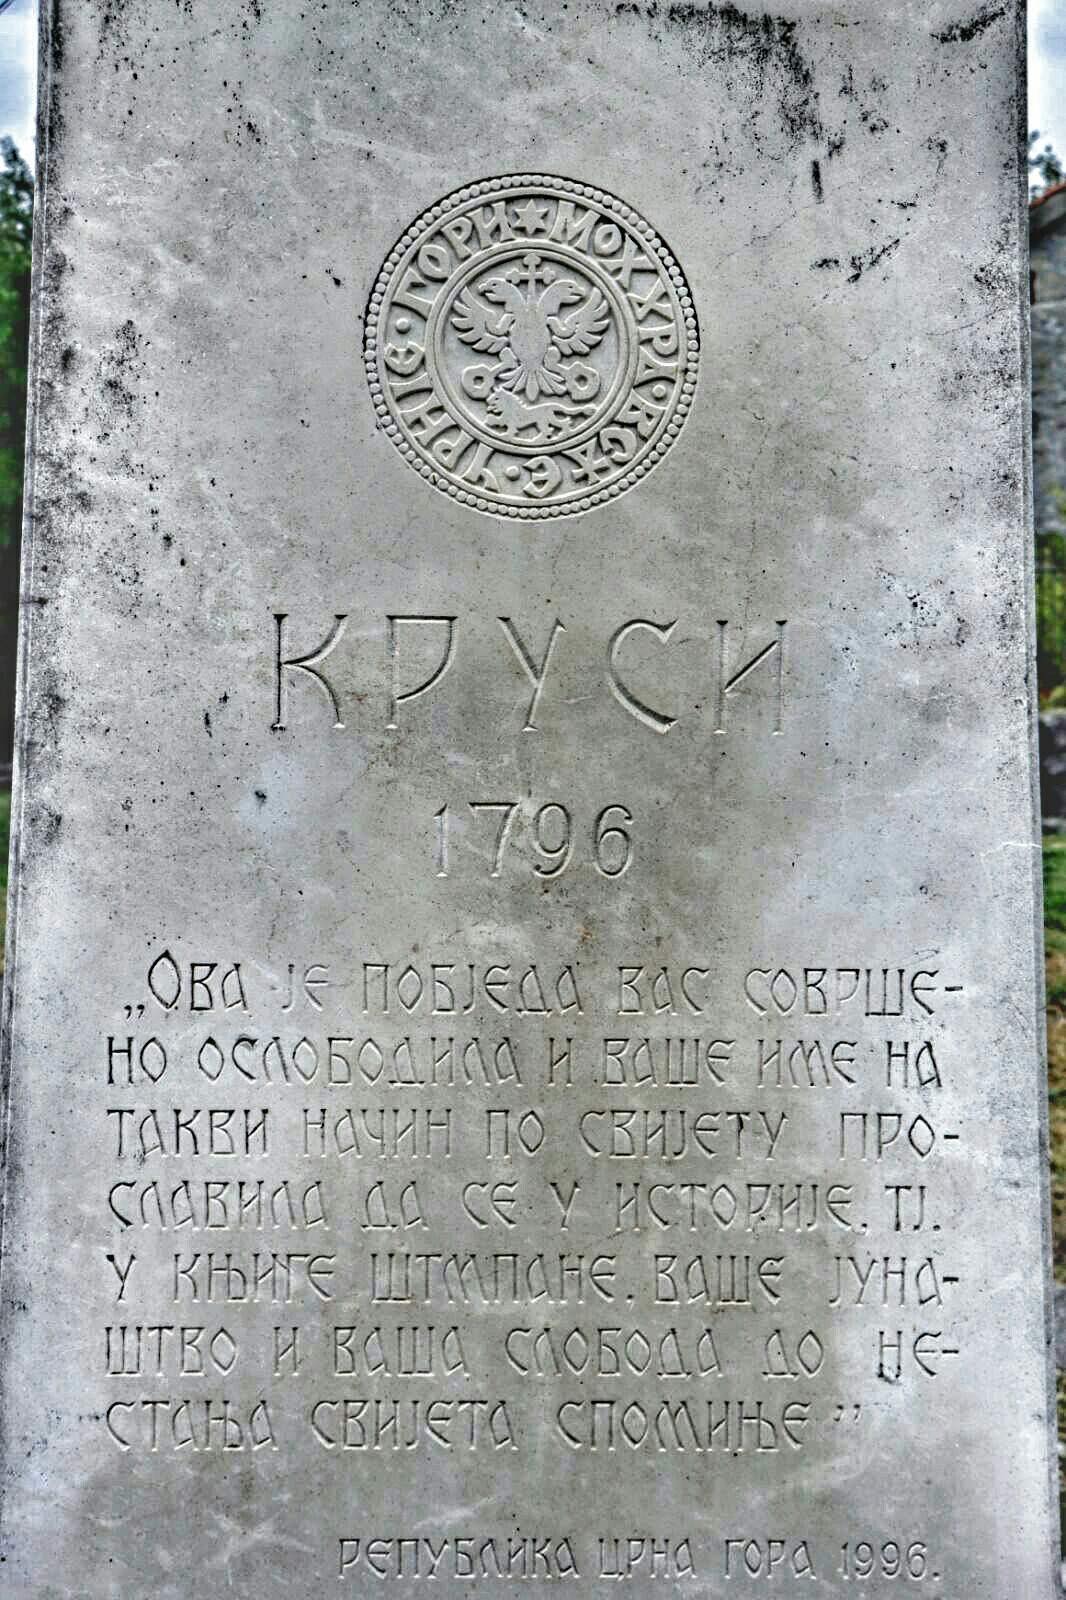 КРУСИ
1796
„ОВА ЈЕ ПОБЈЕДА ВАС СОВРШЕ-
НО ОСЛОБОДИЛА И ВАШЕ ИМЕ НА
ТАКВИ НАЧИН ПО СВИЈЕТУ ПРО-
СЛАВИЛА ДА СЕ У ИСТОРИЈЕ, ТЈ.
У КЊИГЕ ШТМПАНЕ, ВАШЕ ЈУНА-
ШТВО И ВАША СЛОБОДА ДО НЕ-
СТАЊА СВИЈЕТА СПОМИЊЕ”
РЕПУБЛИКА ЦРНА ГОРА 1996.